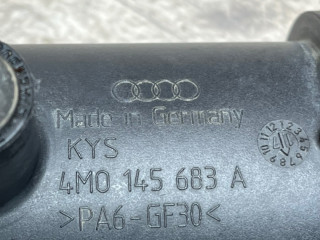 Made in Germany
KYS
4M0 145 683 A
>PA6-GF30<